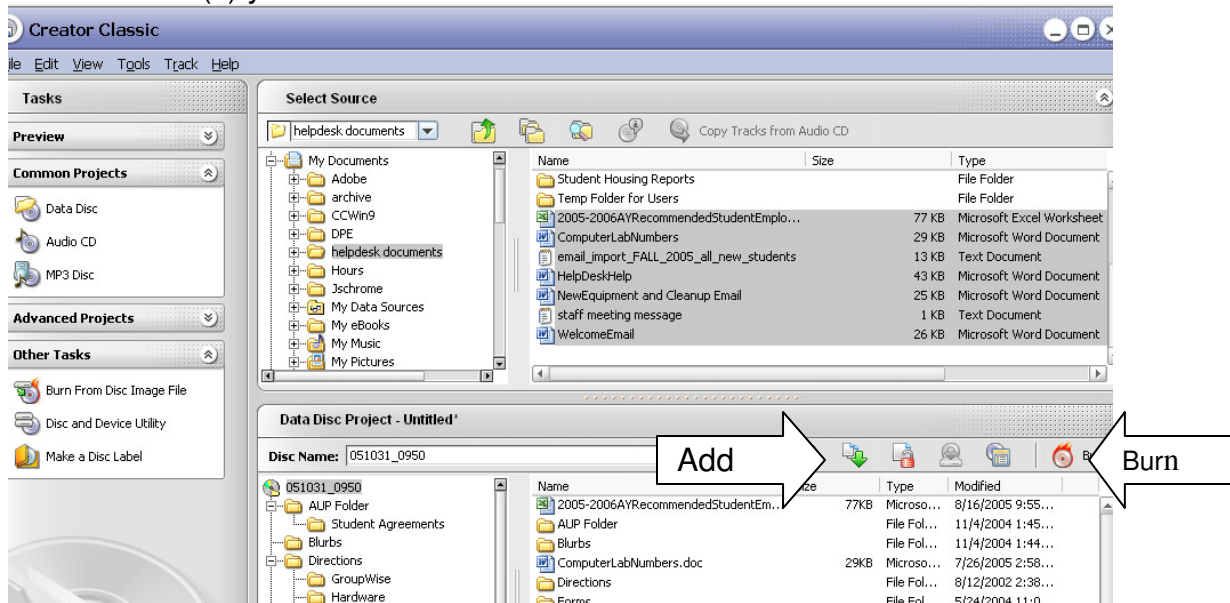 Creator Classic
ile Edit View Tools Track Help
Tasks
Preview
Common Projects
Data Disc
Audio CD
MP3 Disc
Advanced Projects
Other Tasks
Burn From Disc Image File
Disc and Device Utility
Make a Disc Label
Select Source
helpdesk documents
Copy Tracks from Audio CD
My Documents
Adobe
archive
CCWin9
DPE
helpdesk documents
Hours
Jschrome
My Data Sources
My eBooks
My Music
My Pictures
Name Size Type
Student Housing Reports File Folder
Temp Folder for Users File Folder
2005-2006AYRecommendedStudentEmplo... 77 KB Microsoft Excel Worksheet
ComputerLabNumbers 29 KB Microsoft Word Document
email_import_FALL_2005_all_new_students 13 KB Text Document
HelpDeskHelp 43 KB Microsoft Word Document
NewEquipment and Cleanup Email 25 KB Microsoft Word Document
staff meeting message 1 KB Text Document
WelcomeEmail 26 KB Microsoft Word Document
Data Disc Project - Untitled*
Disc Name: 051031_0950
Add
Burn
051031_0950
AUP Folder
Student Agreements
Blurbs
Directions
GroupWise
Hardware
Name ize Type Modified
2005-2006AYRecommendedStudentEm... 77KB Microso... 8/16/2005 9:55...
AUP Folder File Fol... 11/4/2004 1:45...
Blurbs File Fol... 11/4/2004 1:44...
ComputerLabNumbers.doc 29KB Microso... 7/26/2005 2:58...
Directions File Fol... 8/12/2002 2:38...
Forms File Fol... 5/24/2004 11:0...